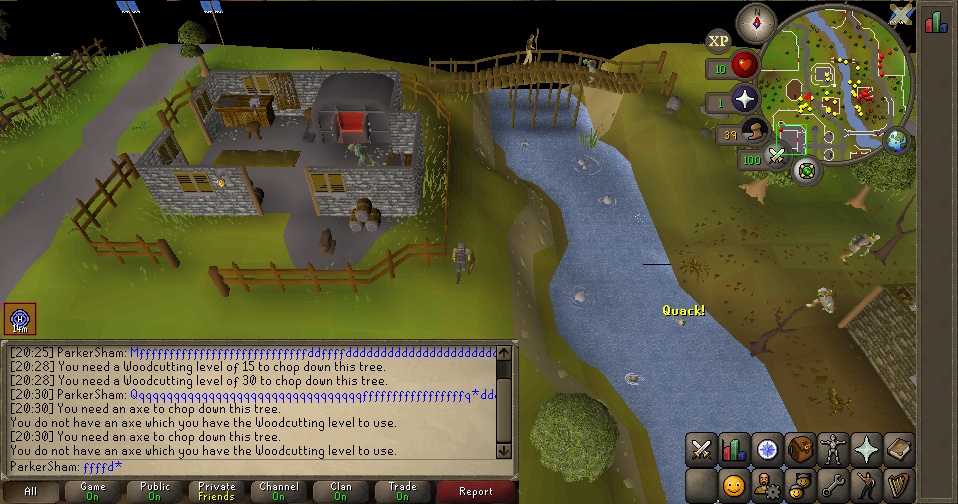 N
XP
10
1
39
100
Quack!
14m
[20:25] ParkerSham:
[20:28] You need a Woodcutting level of 15 to chop down this tree.
[20:28] You need a Woodcutting level of 30 to chop down this tree.
[20:30] ParkerSham:
[20:30] You need an axe to chop down this tree.
You do not have an axe which you have the Woodcutting level to use.
[20:30] You need an axe to chop down this tree.
You do not have an axe which you have the Woodcutting level to use.
ParkerSham: ffffd*
All
Game
On
Public
On
Private
Friends
Channel
On
Clan
On
Trade
On
Report